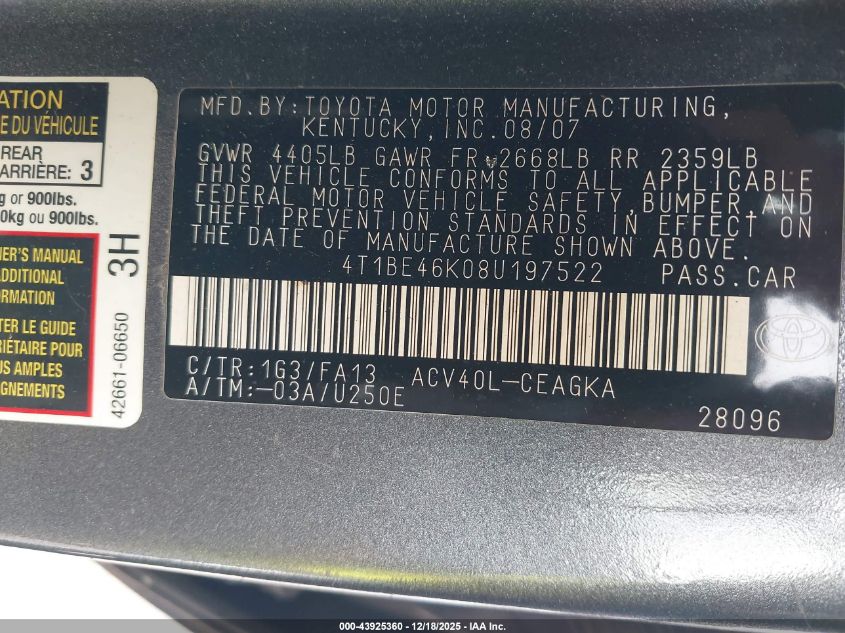 ATION
E DU VÉHICULE
REAR
ARRIÈRE: 3
g or 900lbs.
0kg ou 900lbs.
NER'S MANUAL
ADDITIONAL
ORMATION
TER LE GUIDE
RIÉTAIRE POUR
US AMPLES
IGNEMENTS
3H
42661-06650
MFD.BY:TOYOTA MOTOR MANUFACTURING,
KENTUCKY,INC.08/07
GVWR 4405LB GAWR FR 2668LB RR 2359LB
THIS VEHICLE CONFORMS TO ALL APPLICABLE
FEDERAL MOTOR VEHICLE SAFETY,BUMPER,AND
THEFT PREVENTION STANDARDS IN EFFECT ON
THE DATE OF MANUFACTURE SHOWN ABOVE.
4T1BE46K08U197522 PASS.CAR
C/TR:1G3/FA13 ACV40L-CEAGKA
A/TM:-03A/U250E
28096
000-43925360 - 12/18/2025 - IAA Inc.